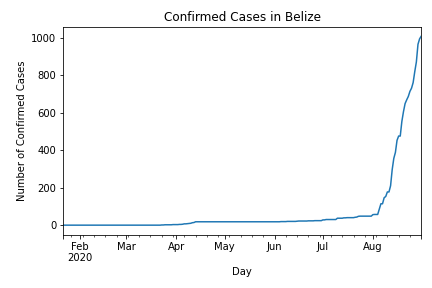 Confirmed Cases in Belize
Number of Confirmed Cases
1000
800
600
400
200
0
Feb Mar Apr May Jun Jul Aug
2020
Day